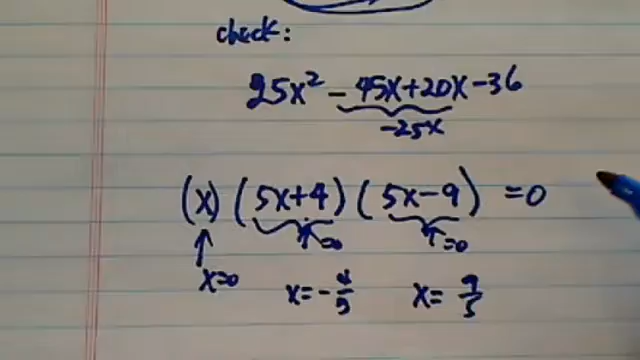 check:
25x² - 45x + 20x - 36
-25x
(x) (5x+4) (5x-9) = 0
=0 =0
x=0 x=-4/5 x=9/5